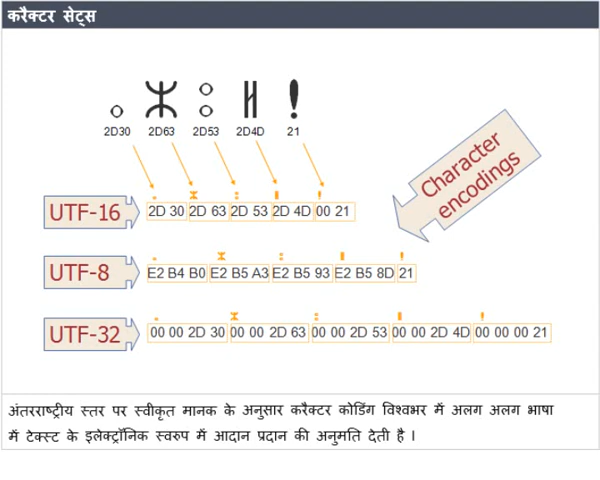 करैक्टर सेट्स
ⴰ ⵣ ⵓ ⵍ !
2D30 2D63 2D53 2D4D 21
Character
encodings
UTF-16 2D 30 2D 63 2D 53 2D 4D 00 21
UTF-8 E2 B4 B0 E2 B5 A3 E2 B5 93 E2 B5 8D 21
UTF-32 00 00 2D 30 00 00 2D 63 00 00 2D 53 00 00 2D 4D 00 00 00 21
अंतरराष्ट्रीय स्तर पर स्वीकृत मानक के अनुसार करैक्टर कोडिंग विश्वभर में अलग अलग भाषा
में टेक्स्ट के इलेक्ट्रॉनिक स्वरुप में आदान प्रदान की अनुमति देती है ।